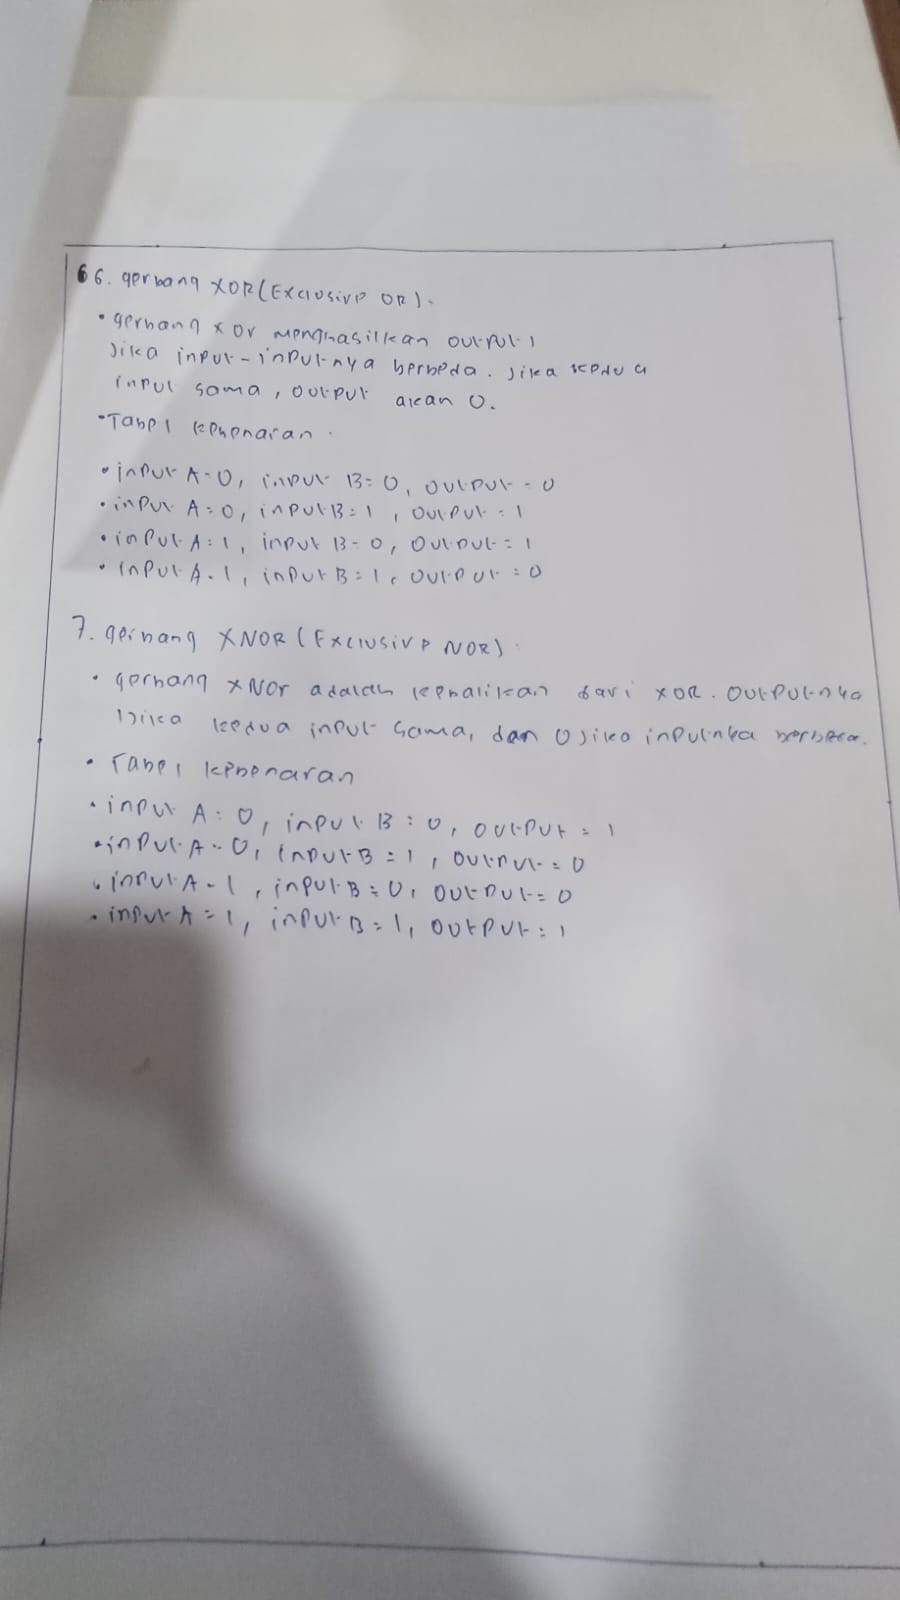 6 6. gerbang XOR (Exclusive OR).
• gerbang XOR menghasilkan output 1
Jika input-inputnya berbeda. Jika kedua
input sama, output akan 0.
• Tabel kebenaran.
• input A=0, input B=0, output=0
• input A=0, input B=1, output=1
• input A=1, input B=0, output=1
• input A=1, input B=1, output=0
7. gerbang XNOR (Exclusive NOR).
• gerbang XNOR adalah kebalikan dari XOR. outputnya
1 jika kedua input sama, dan 0 jika inputnya berbeda.
• Tabel kebenaran
• input A=0, input B=0, output=1
• input A=0, input B=1, output=0
• input A=1, input B=0, output=0
• input A=1, input B=1, output=1